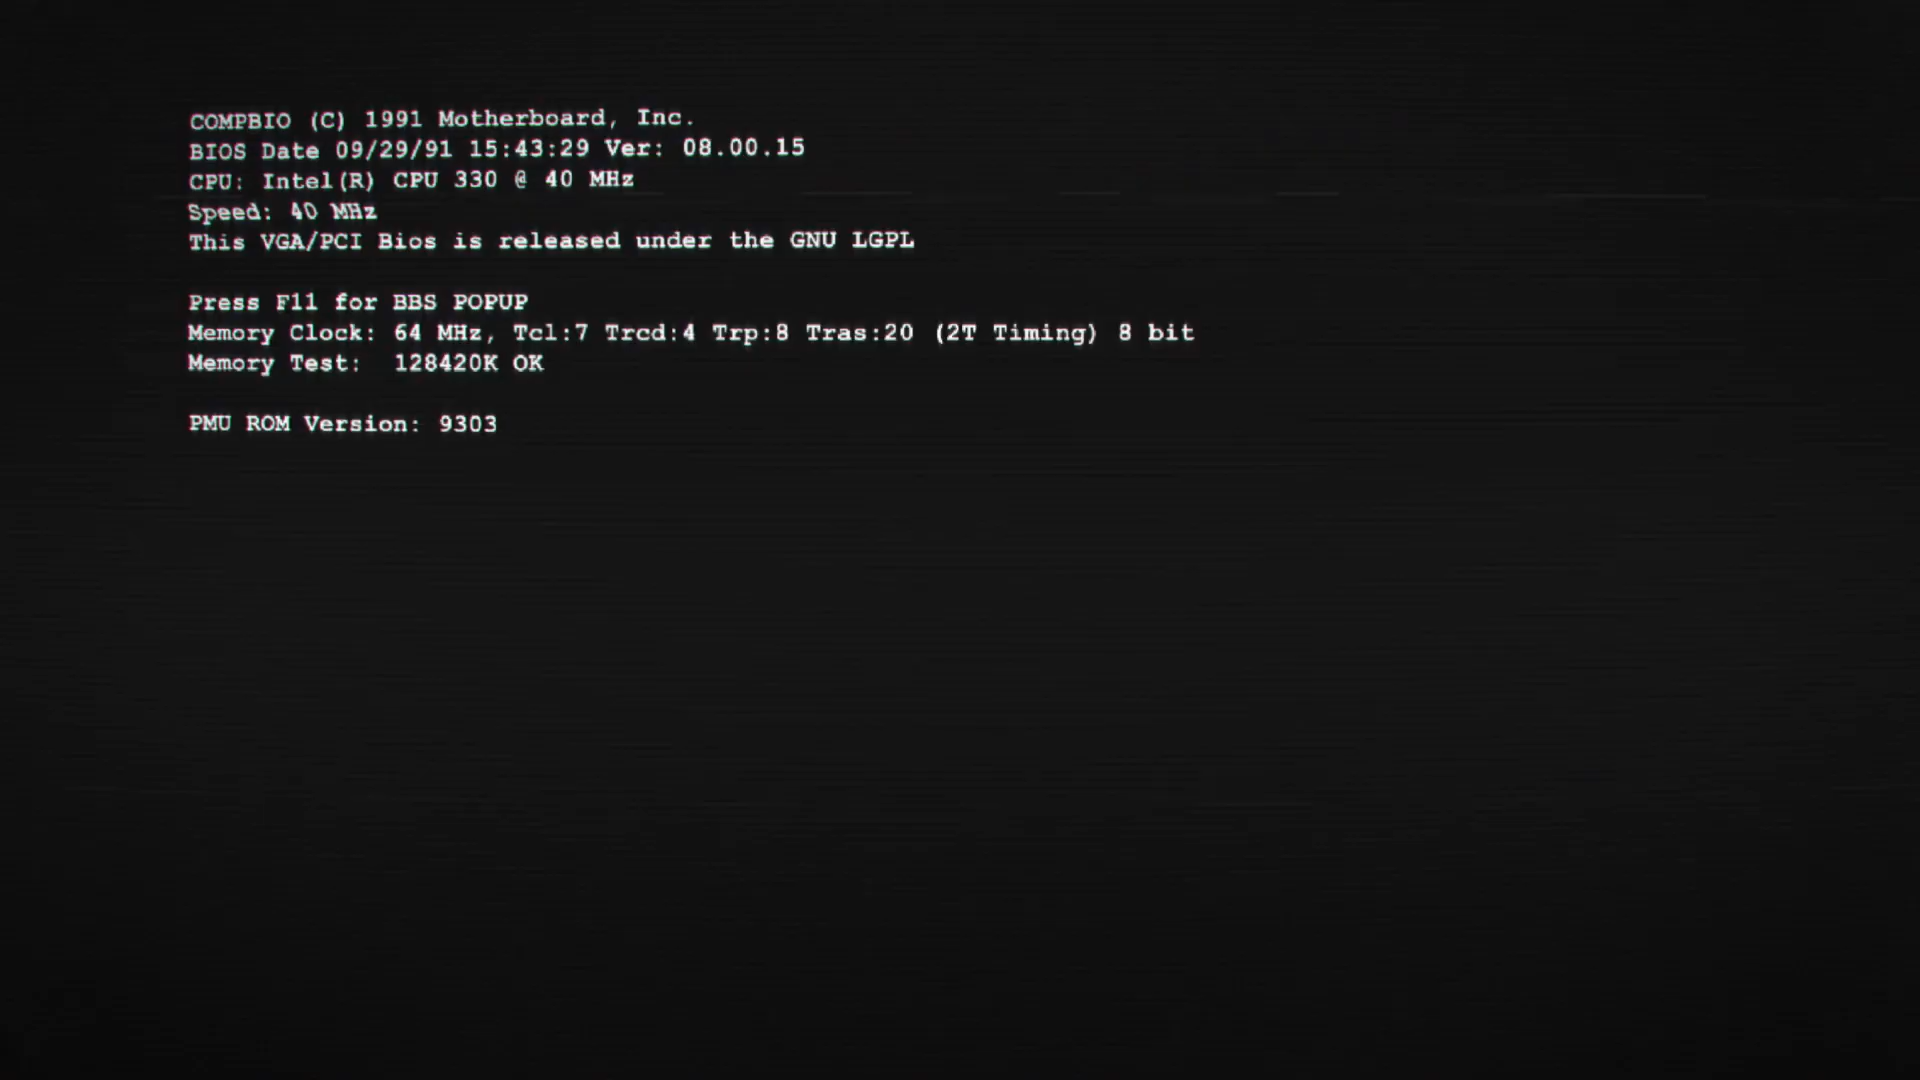 COMPBIO (C) 1991 Motherboard, Inc.
BIOS Date 09/29/91 15:43:29 Ver: 08.00.15
CPU: Intel(R) CPU 330 @ 40 MHz
Speed: 40 MHz
This VGA/PCI Bios is released under the GNU LGPL
Press F11 for BBS POPUP
Memory Clock: 64 MHz, Tcl:7 Trcd:4 Trp:8 Tras:20 (2T Timing) 8 bit
Memory Test:  128420K OK
PMU ROM Version: 9303